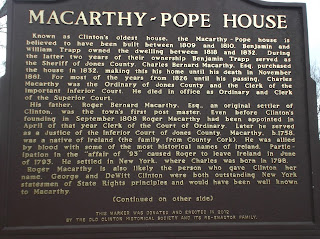 MACARTHY-POPE HOUSE
Known as Clinton's oldest house, the Macarthy-Pope house is
believed to have been built between 1809 and 1810. Benjamin and
William Trapp owned the dwelling between 1818 and 1832. During
the latter two years of their ownership Benjamin Trapp served as
the Sheriff of Jones County. Charles Bernard Macarthy, Esq. purchased
the house in 1832, making this his home until his death in November
1861. For most of the years from 1826 until his passing, Charles
Macarthy was the Ordinary of Jones County and the Clerk of the
important Inferior Court. He died in office as Ordinary and Clerk
of the Superior Court.
His father, Roger Bernard Macarthy, Esq., an original settler of
Clinton, was the town's first post master. Even before Clinton's
founding in September 1808 Roger Macarthy had been appointed in
April of that year Clerk of the Court of Ordinary. Later he served
as a Justice of the Inferior Court of Jones County. Macarthy, b.1758,
was a native of Ireland (the family from County Cork). He was allied
by blood with some of the most historical names of Ireland. Partic-
ipation in the "affair of '93" caused Roger to leave Ireland in June
of 1793. He settled in New York, where Charles was born in 1798.
Roger Macarthy is also likely the person who gave Clinton her
name. George and DeWitt Clinton were both outstanding New York
statesmen of State Rights principles and would have been well known
to Macarthy.
(Continued on other side)
THIS MARKER WAS DONATED AND ERECTED IN 2012
BY THE OLD CLINTON HISTORICAL SOCIETY AND ITS RE-ENACTOR FAMILY.